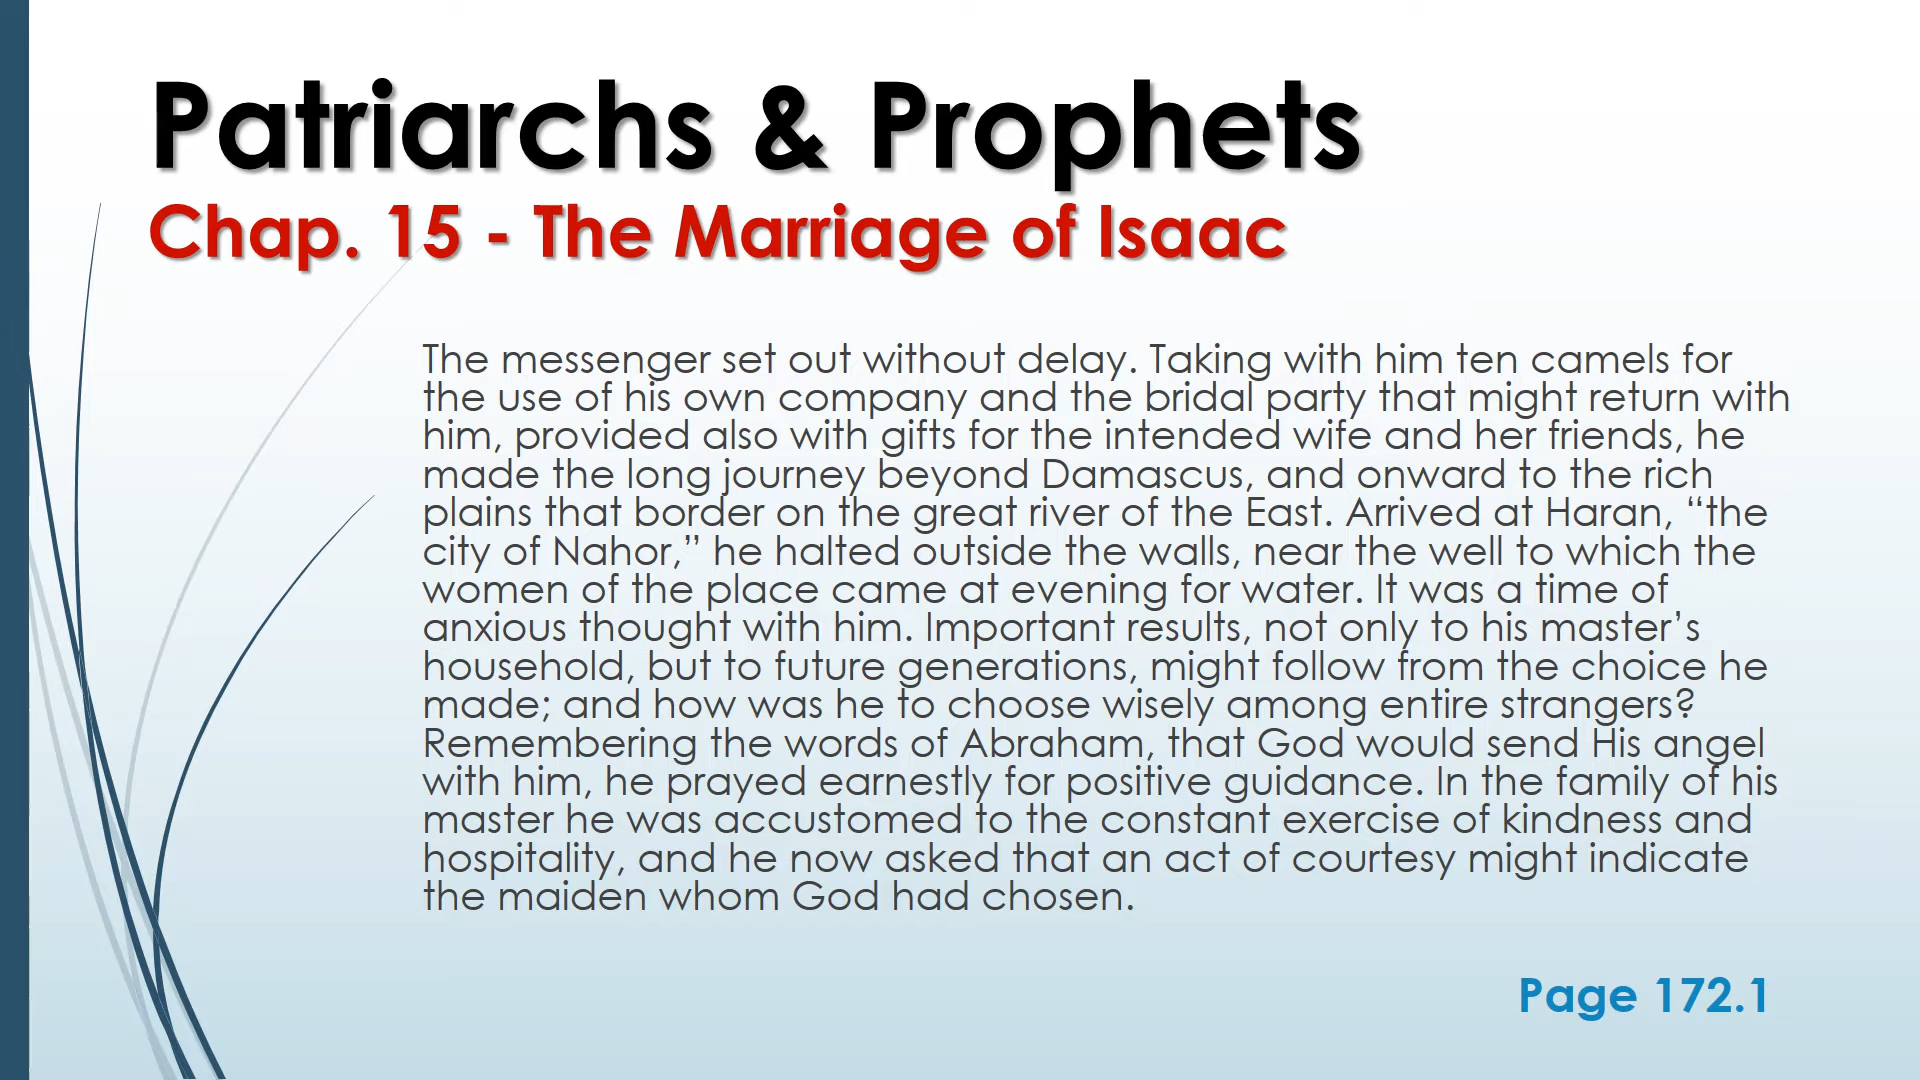 Patriarchs & Prophets
Chap. 15 - The Marriage of Isaac
The messenger set out without delay. Taking with him ten camels for
the use of his own company and the bridal party that might return with
him, provided also with gifts for the intended wife and her friends, he
made the long journey beyond Damascus, and onward to the rich
plains that border on the great river of the East. Arrived at Haran, “the
city of Nahor,” he halted outside the walls, near the well to which the
women of the place came at evening for water. It was a time of
anxious thought with him. Important results, not only to his master’s
household, but to future generations, might follow from the choice he
made; and how was he to choose wisely among entire strangers?
Remembering the words of Abraham, that God would send His angel
with him, he prayed earnestly for positive guidance. In the family of his
master he was accustomed to the constant exercise of kindness and
hospitality, and he now asked that an act of courtesy might indicate
the maiden whom God had chosen.
Page 172.1